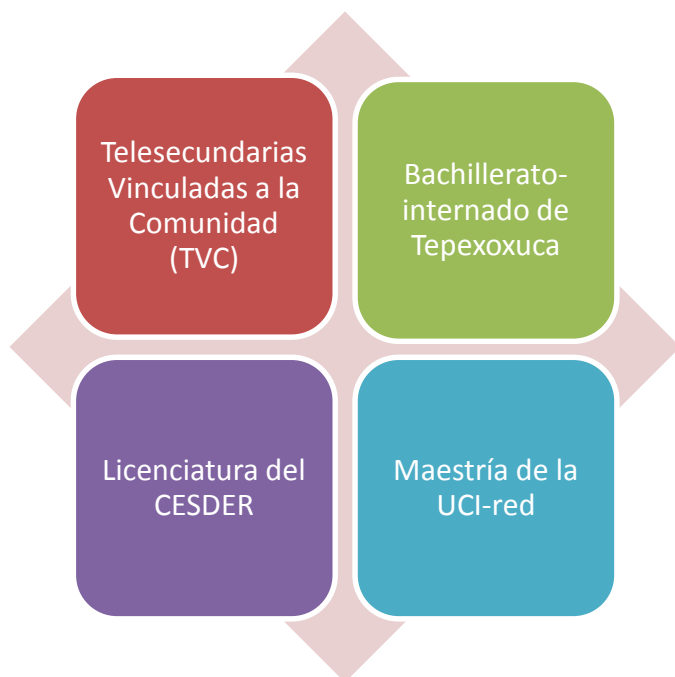 Telesecundarias
Vinculadas a la
Comunidad
(TVC)
Bachillerato-
internado de
Tepexoxuca
Licenciatura del
CESDER
Maestría de la
UCI-red